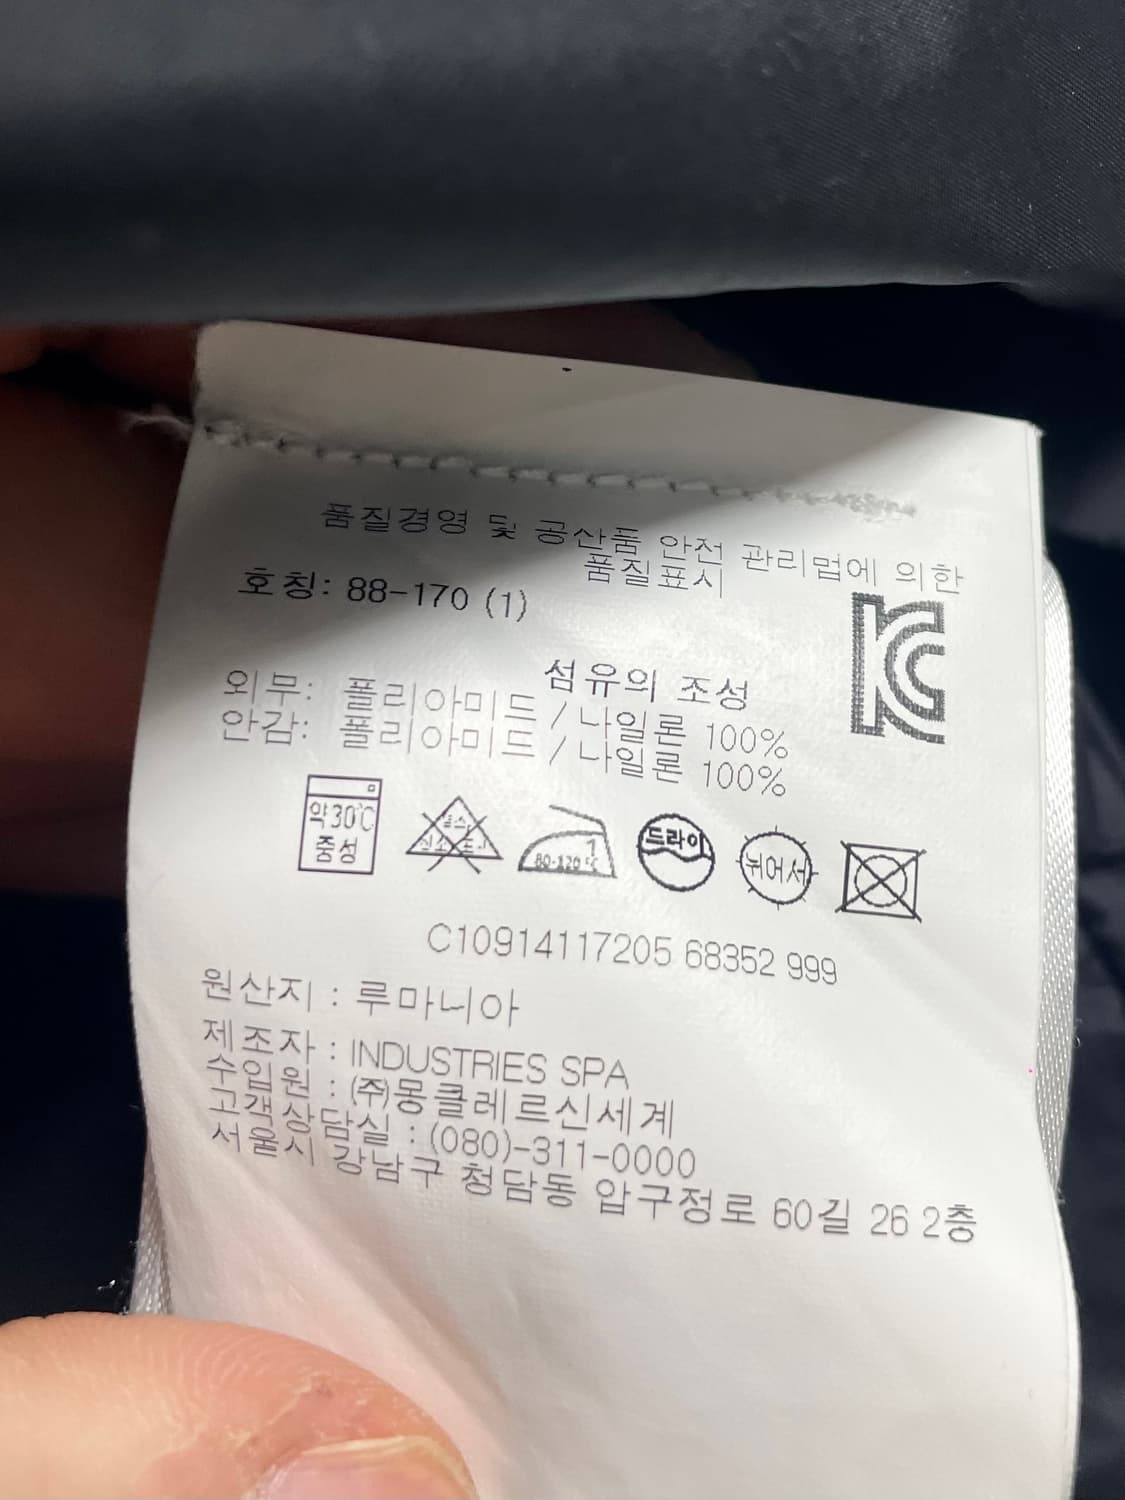 품질경영 및 공산품 안전 관리법에 의한
품질표시
호칭: 88-170 (1)
KC
섬유의 조성
외무: 폴리아미드/나일론 100%
안감: 폴리아미드/나일론 100%
약30℃
중성
1
80-120℃
드라이
뉘어서
C10914117205 68352 999
원산지 : 루마니아
제조자 : INDUSTRIES SPA
수입원 : (주)몽클레르신세계
고객상담실 : (080)-311-0000
서울시 강남구 청담동 압구정로 60길 26 2층